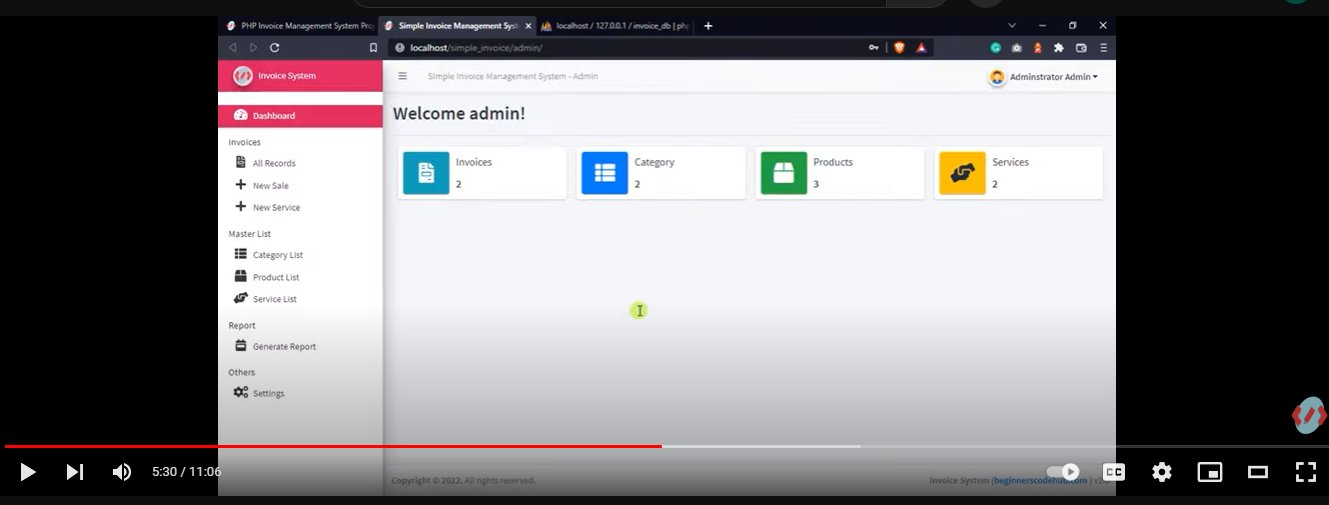 PHP Invoice Management System Pro
Simple Invoice Management Syst
localhost / 127.0.0.1 / invoice_db | php
localhost/simple_invoice/admin/
Invoice System
Simple Invoice Management System - Admin
Adminstrator Admin
Dashboard
Welcome admin!
Invoices
2
Category
2
Products
3
Services
2
Invoices
All Records
New Sale
New Service
Master List
Category List
Product List
Service List
Report
Generate Report
Others
Settings
Copyright © 2022. All rights reserved.
Invoice System (beginnerscodehub.com )
5:30 / 11:06
CC